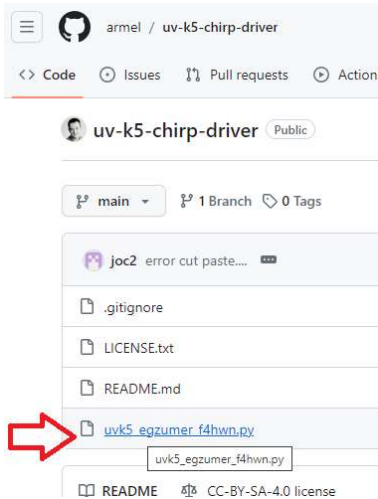 armel / uv-k5-chirp-driver
<> Code Issues Pull requests Action
uv-k5-chirp-driver Public
main 1 Branch 0 Tags
joc2 error cut paste....
.gitignore
LICENSE.txt
README.md
uvk5_egzumer_f4hwn.py
uvk5_egzumer_f4hwn.py
README CC-BY-SA-4.0 license